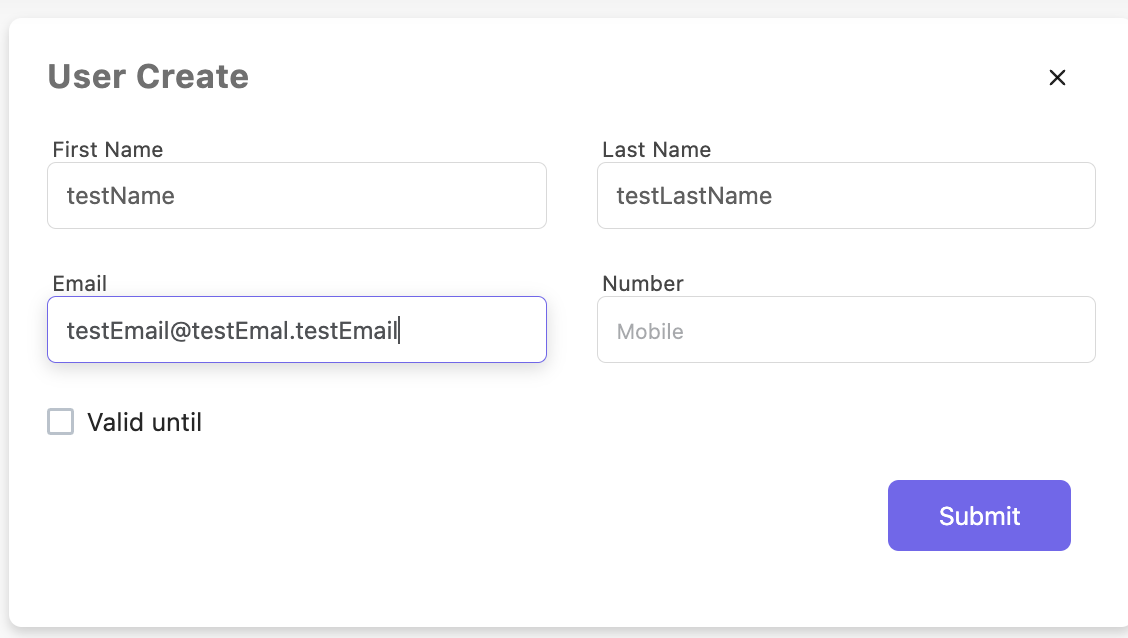 User Create
First Name
Last Name
testName
testLastName
Email
Number
testEmail@testEmal.testEmail
Mobile
Valid until
Submit